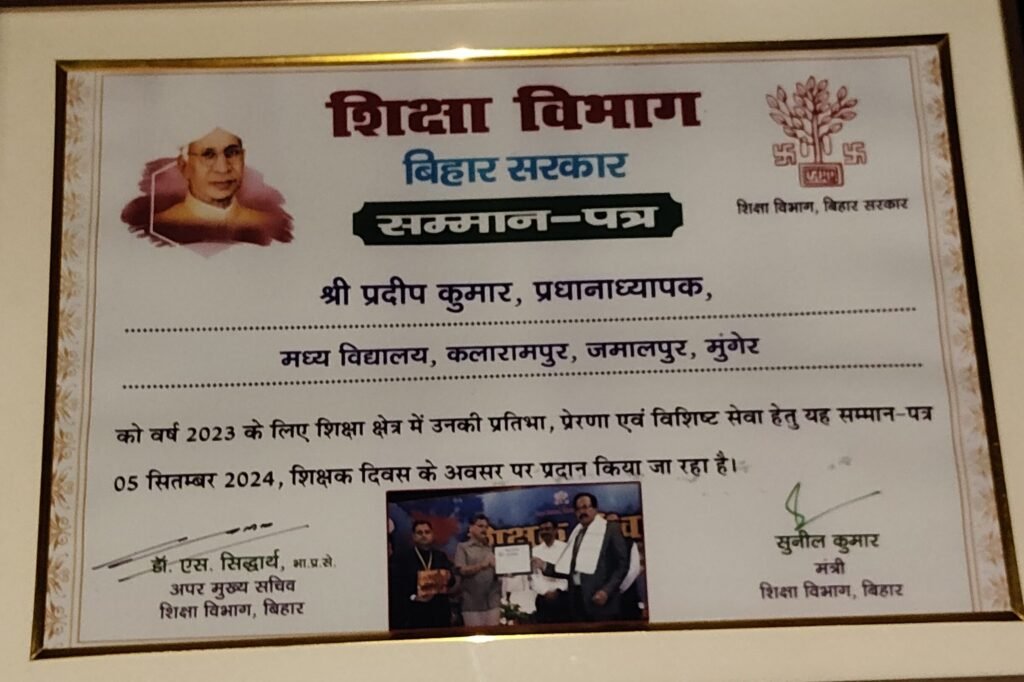 शिक्षा विभाग
बिहार सरकार
सम्मान-पत्र
शिक्षा विभाग, बिहार सरकार
श्री प्रदीप कुमार, प्रधानाध्यापक,
मध्य विद्यालय, कलारामपुर, जमालपुर, मुंगेर
को वर्ष 2023 के लिए शिक्षा क्षेत्र में उनकी प्रतिभा, प्रेरणा एवं विशिष्ट सेवा हेतु यह सम्मान-पत्र
05 सितम्बर 2024, शिक्षक दिवस के अवसर पर प्रदान किया जा रहा है।
डॉ. एस. सिद्धार्थ, भा.प्र.से.
अपर मुख्य सचिव
शिक्षा विभाग, बिहार
सुनील कुमार
मंत्री
शिक्षा विभाग, बिहार